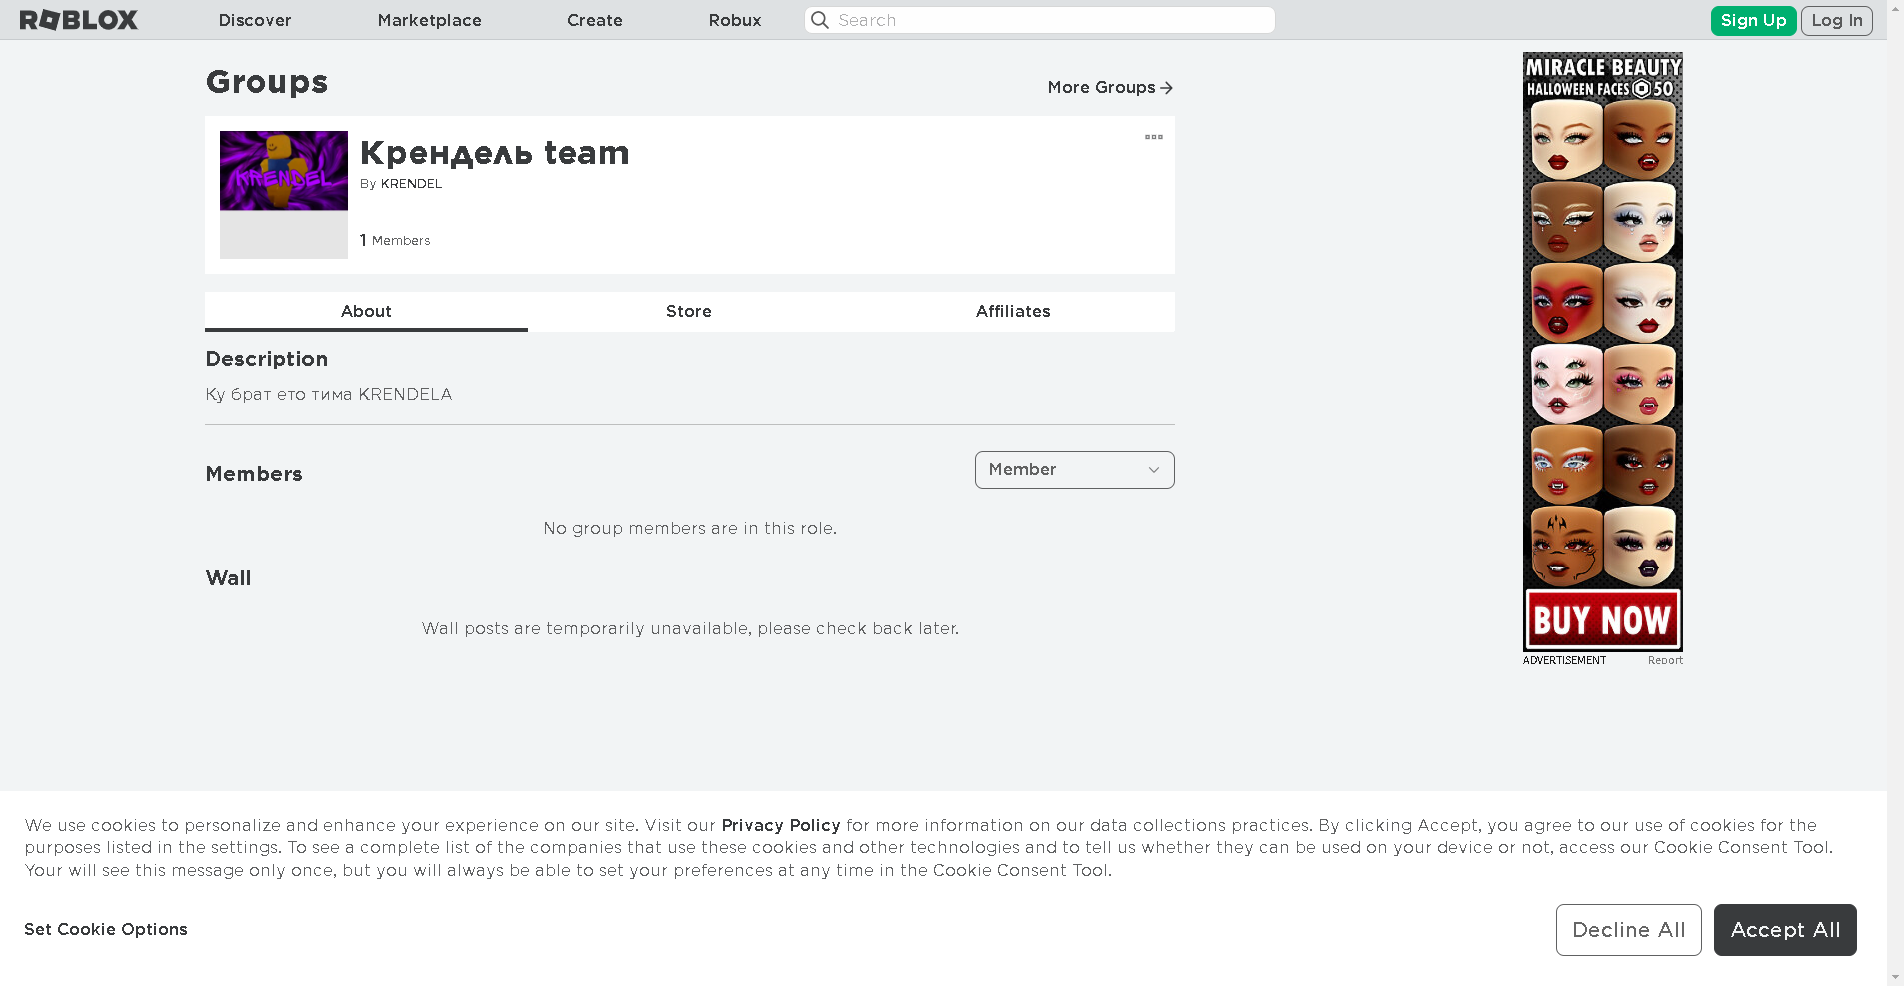 ROBLOX
Discover
Marketplace
Create
Robux
Search
Sign Up
Log In
Groups
More Groups
KRENDEL
Крендель team
By KRENDEL
1 Members
About
Store
Affiliates
Description
Ку брат ето тима KRENDELA
Members
Member
No group members are in this role.
Wall
Wall posts are temporarily unavailable, please check back later.
MIRACLE BEAUTY
HALLOWEEN FACES 50
BUY NOW
ADVERTISEMENT
Report
We use cookies to personalize and enhance your experience on our site. Visit our Privacy Policy for more information on our data collections practices. By clicking Accept, you agree to our use of cookies for the
purposes listed in the settings. To see a complete list of the companies that use these cookies and other technologies and to tell us whether they can be used on your device or not, access our Cookie Consent Tool.
Your will see this message only once, but you will always be able to set your preferences at any time in the Cookie Consent Tool.
Set Cookie Options
Decline All
Accept All